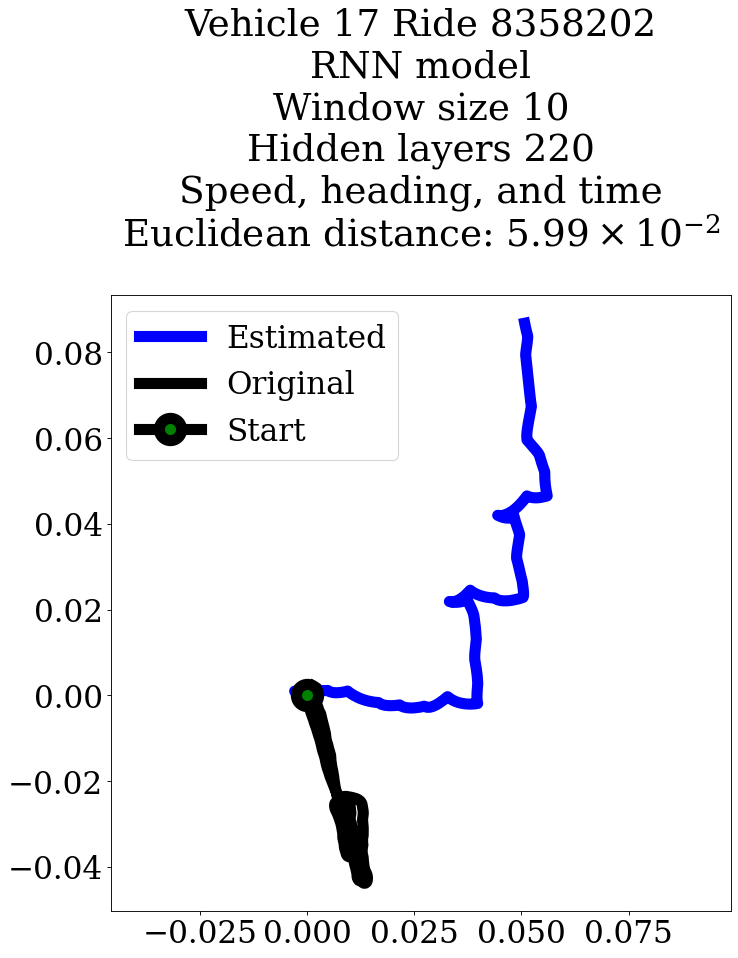 Vehicle 17 Ride 8358202
RNN model
Window size 10
Hidden layers 220
Speed, heading, and time
Euclidean distance: 5.99 × 10⁻²
Estimated
Original
Start
0.08
0.06
0.04
0.02
0.00
−0.02
−0.04
−0.025 0.000 0.025 0.050 0.075